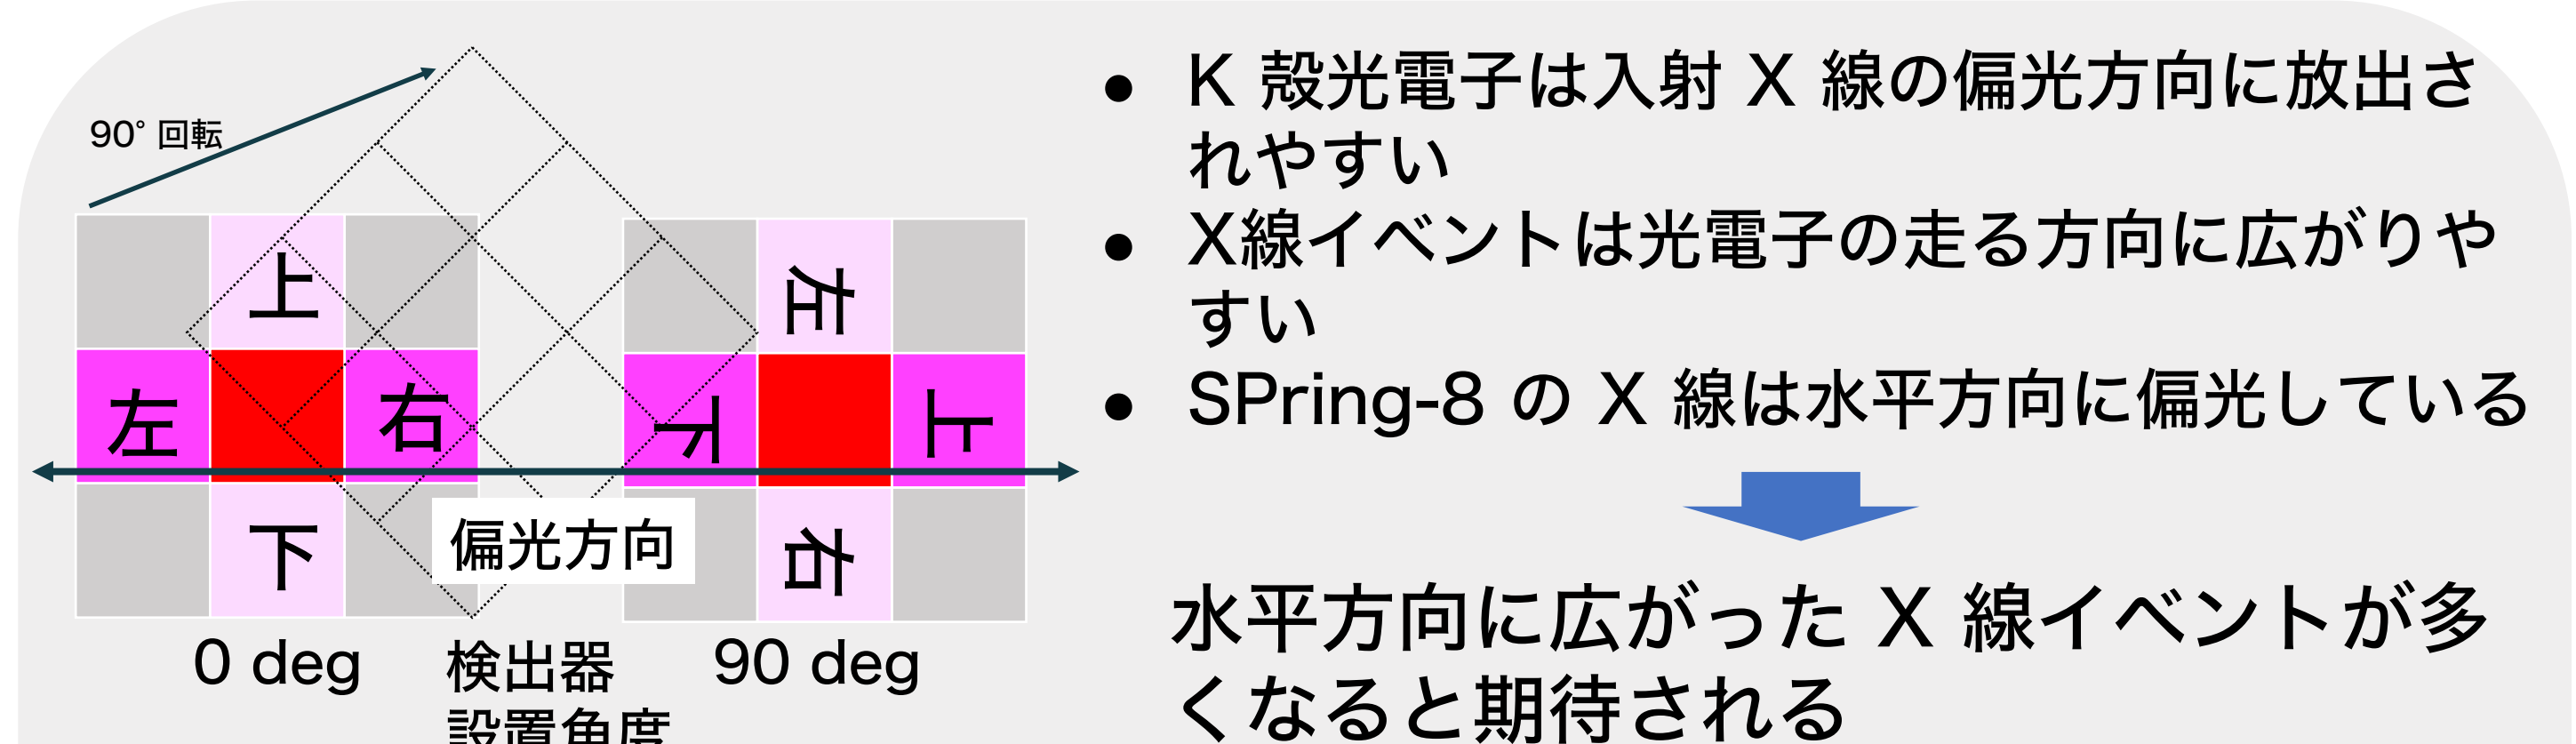 90° 回転
上
左
右
下
0 deg
左
下
上
右
90 deg
偏光方向
検出器
設置角度
● K 殻光電子は入射 X 線の偏光方向に放出さ
れやすい
● X線イベントは光電子の走る方向に広がりや
すい
● SPring-8 の X 線は水平方向に偏光している
水平方向に広がった X 線イベントが多
くなると期待される